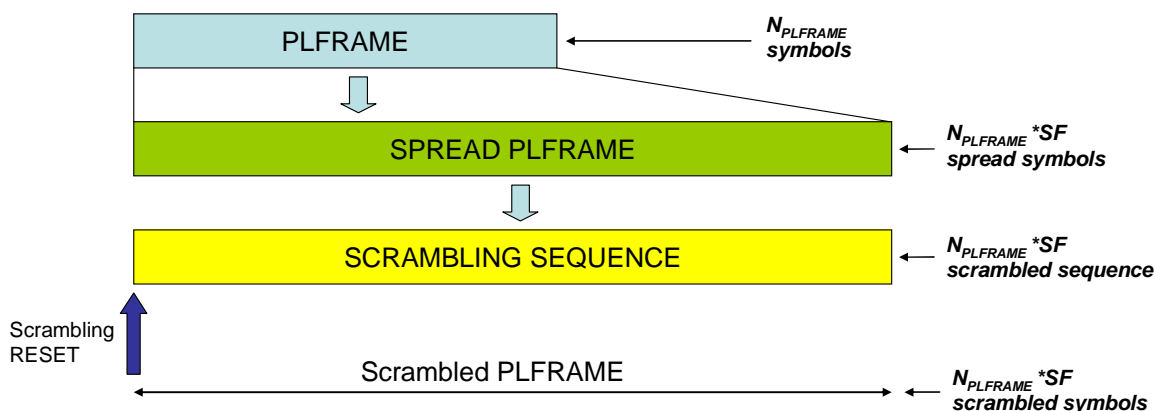 PLFRAME
N_PLFRAME
symbols
SPREAD PLFRAME
N_PLFRAME *SF
spread symbols
SCRAMBLING SEQUENCE
N_PLFRAME *SF
scrambled sequence
Scrambling
RESET
Scrambled PLFRAME
N_PLFRAME *SF
scrambled symbols